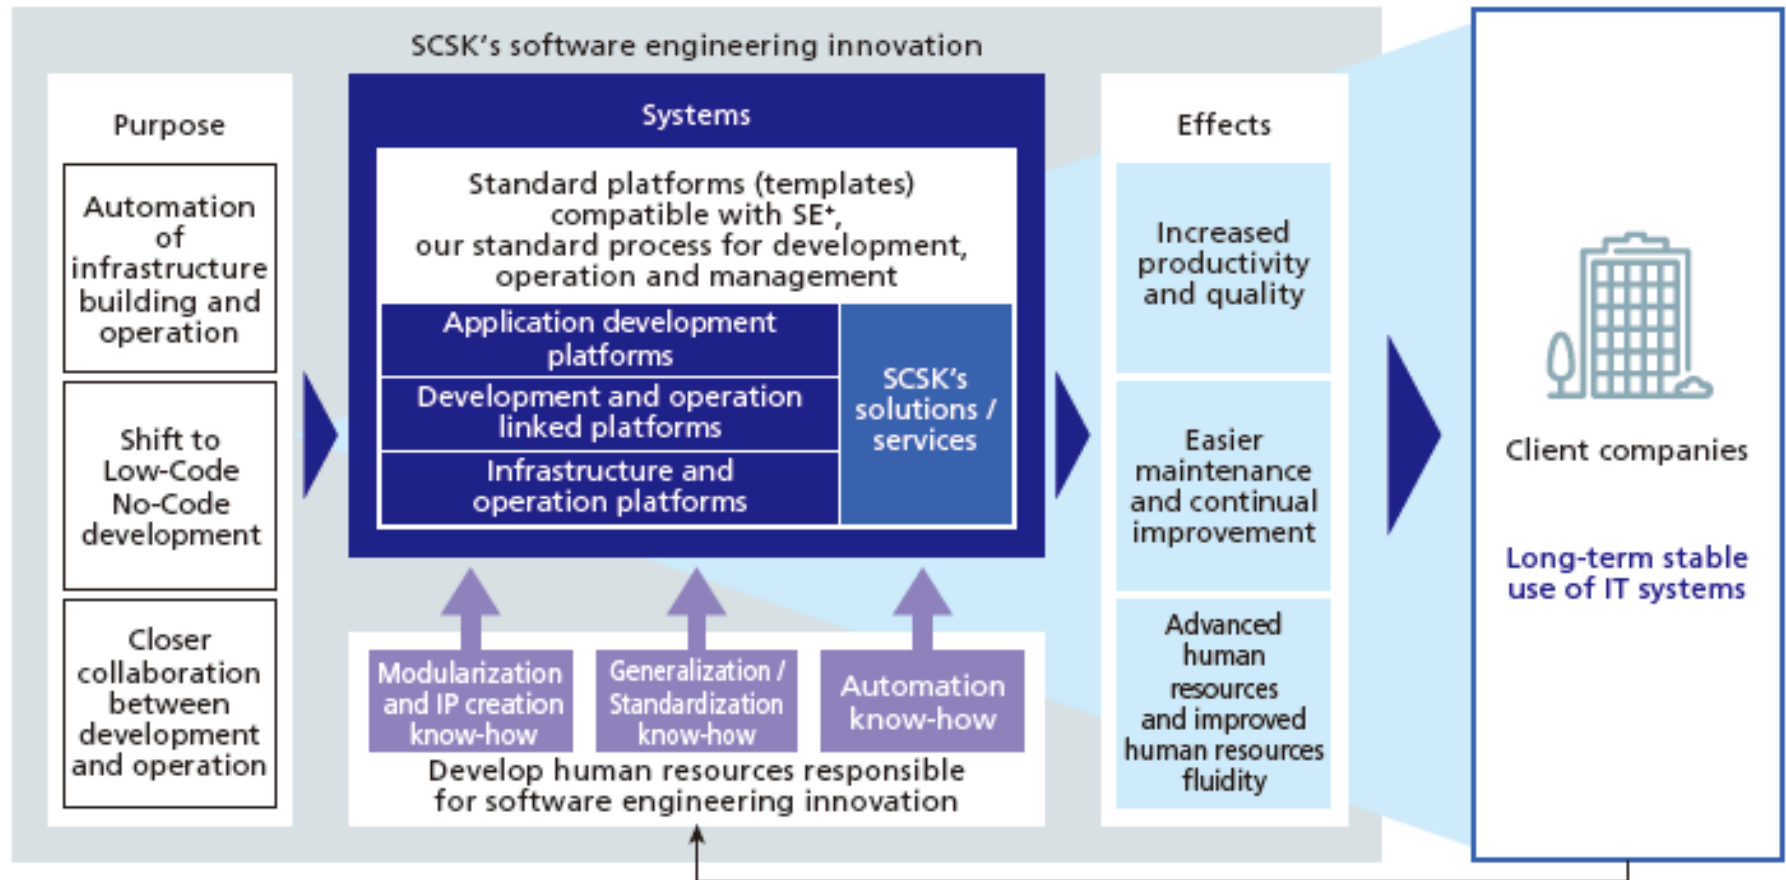 SCSK's software engineering innovation
Purpose
Automation
of
infrastructure
building and
operation
Shift to
Low-Code
No-Code
development
Closer
collaboration
between
development
and operation
Systems
Standard platforms (templates)
compatible with SE⁺,
our standard process for development,
operation and management
Application development
platforms
Development and operation
linked platforms
Infrastructure and
operation platforms
SCSK's
solutions /
services
Modularization
and IP creation
know-how
Generalization /
Standardization
know-how
Automation
know-how
Develop human resources responsible
for software engineering innovation
Effects
Increased
productivity
and quality
Easier
maintenance
and continual
improvement
Advanced
human
resources
and improved
human resources
fluidity
Client companies
Long-term stable
use of IT systems